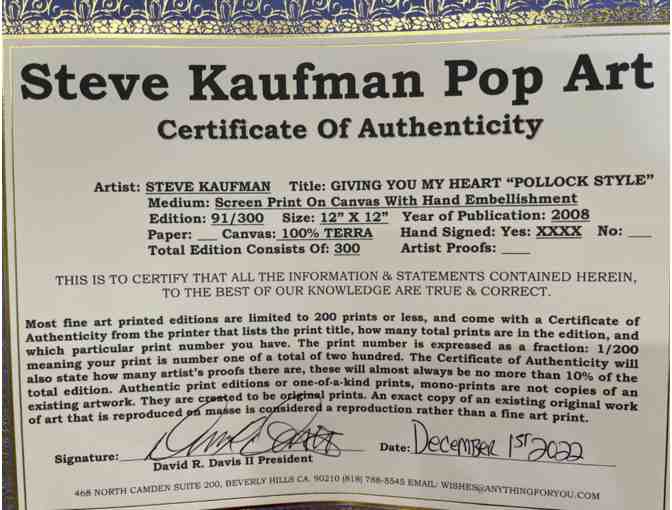 Steve Kaufman Pop Art
Certificate Of Authenticity
Artist: STEVE KAUFMAN Title: GIVING YOU MY HEART “POLLOCK STYLE”
Medium: Screen Print On Canvas With Hand Embellishment
Edition: 91/300 Size: 12” X 12” Year of Publication: 2008
Paper: ___ Canvas: 100% TERRA Hand Signed: Yes: XXXX No: ___
Total Edition Consists Of: 300 Artist Proofs: ____
THIS IS TO CERTIFY THAT ALL THE INFORMATION & STATEMENTS CONTAINED HEREIN,
TO THE BEST OF OUR KNOWLEDGE ARE TRUE & CORRECT.
Most fine art printed editions are limited to 200 prints or less, and come with a Certificate of
Authenticity from the printer that lists the print title, how many total prints are in the edition, and
which particular print number you have. The print number is expressed as a fraction: 1/200
meaning your print is number one of a total of two hundred. The Certificate of Authenticity will
also state how many artist's proofs there are, these will almost always be no more than 10% of the
total edition. Authentic print editions or one-of-a-kind prints, mono-prints are not copies of an
existing artwork. They are created to be original prints. An exact copy of an existing original work
of art that is reproduced en masse is considered a reproduction rather than a fine art print.
Signature: Date: December 1ST 2022
David R. Davis II President
468 NORTH CAMDEN SUITE 200, BEVERLY HILLS CA. 90210 (818) 788-5545 EMAIL: WISHES@ANYTHINGFORYOU.COM